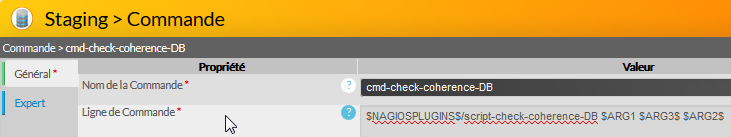 Staging > Commande
Commande > cmd-check-coherence-DB
Propriété Valeur
Général *
Nom de la Commande * ? cmd-check-coherence-DB
Expert
Ligne de Commande * ? $NAGIOSPLUGINS$/script-check-coherence-DB $ARG1 $ARG3$ $ARG2$